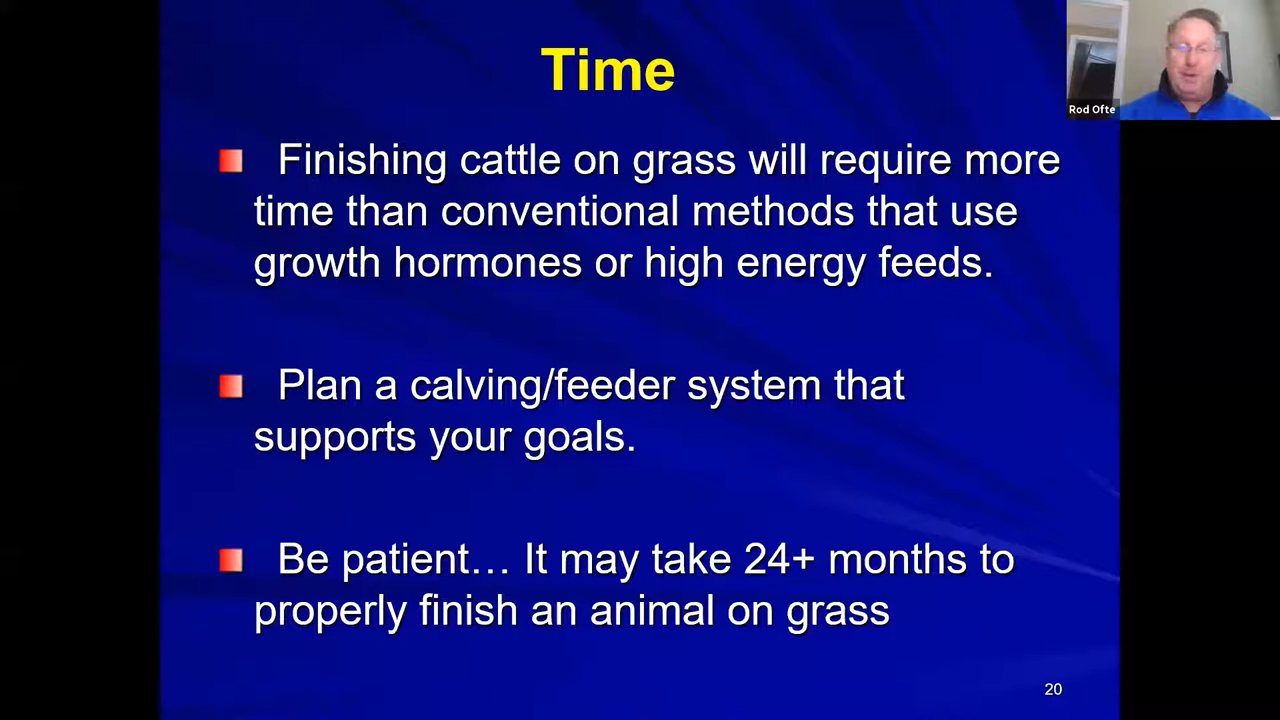 Time
Rod Ofte
Finishing cattle on grass will require more
time than conventional methods that use
growth hormones or high energy feeds.
Plan a calving/feeder system that
supports your goals.
Be patient… It may take 24+ months to
properly finish an animal on grass
20